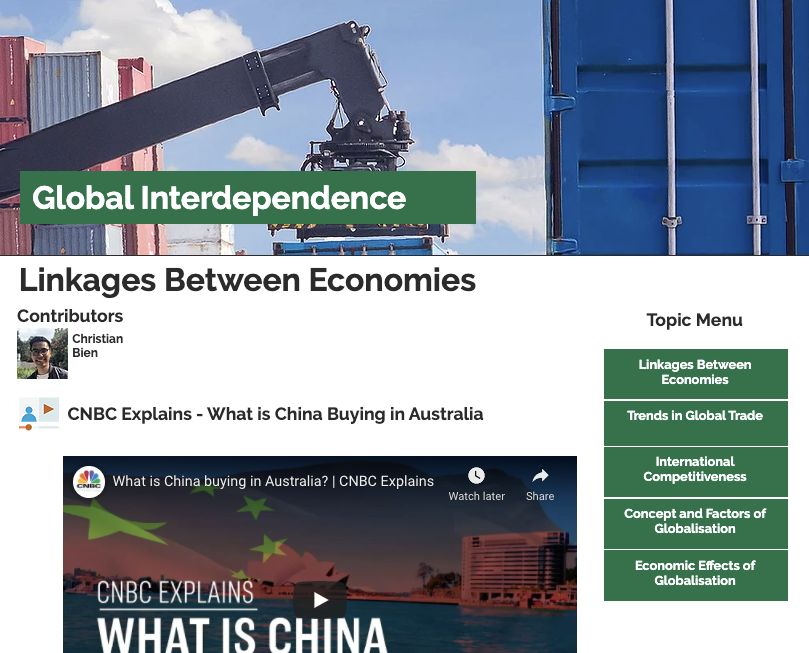 Global Interdependence
Linkages Between Economies
Contributors
Christian
Bien
CNBC Explains - What is China Buying in Australia
CNBC
What is China buying in Australia? | CNBC Explains
Watch later
Share
CNBC EXPLAINS
WHAT IS CHINA
Topic Menu
Linkages Between
Economies
Trends in Global Trade
International
Competitiveness
Concept and Factors of
Globalisation
Economic Effects of
Globalisation